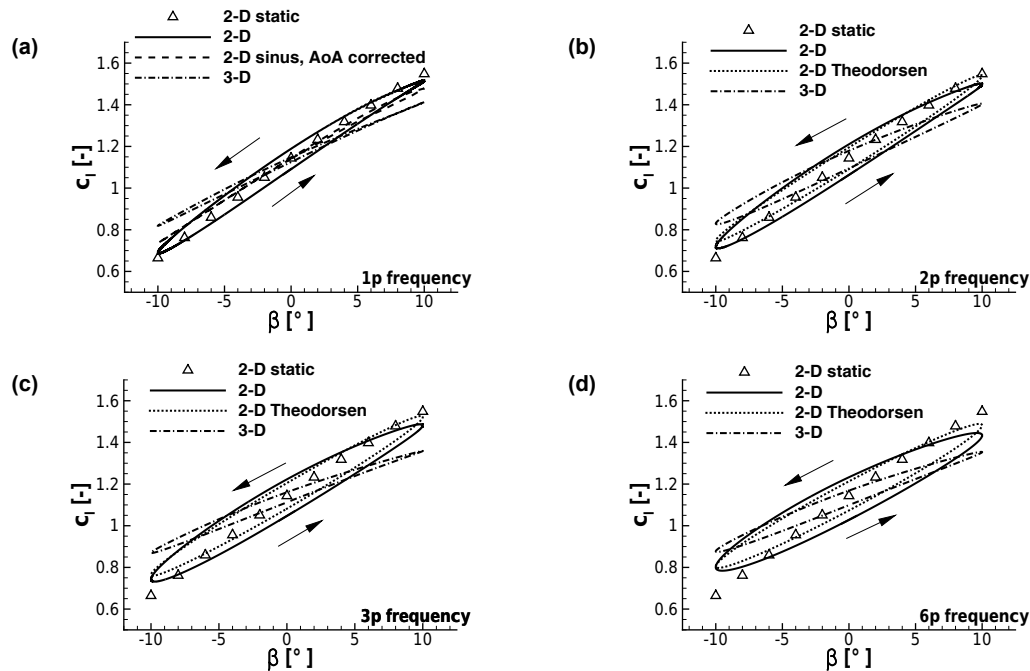 (a)
2-D static
2-D
2-D sinus, AoA corrected
3-D
1.6
1.4
1.2
1
0.8
0.6
c_l [-]
-10 -5 0 5 10
β [°]
1p frequency
(b)
2-D static
2-D
2-D Theodorsen
3-D
1.6
1.4
1.2
1
0.8
0.6
c_l [-]
-10 -5 0 5 10
β [°]
2p frequency
(c)
2-D static
2-D
2-D Theodorsen
3-D
1.6
1.4
1.2
1
0.8
0.6
c_l [-]
-10 -5 0 5 10
β [°]
3p frequency
(d)
2-D static
2-D
2-D Theodorsen
3-D
1.6
1.4
1.2
1
0.8
0.6
c_l [-]
-10 -5 0 5 10
β [°]
6p frequency